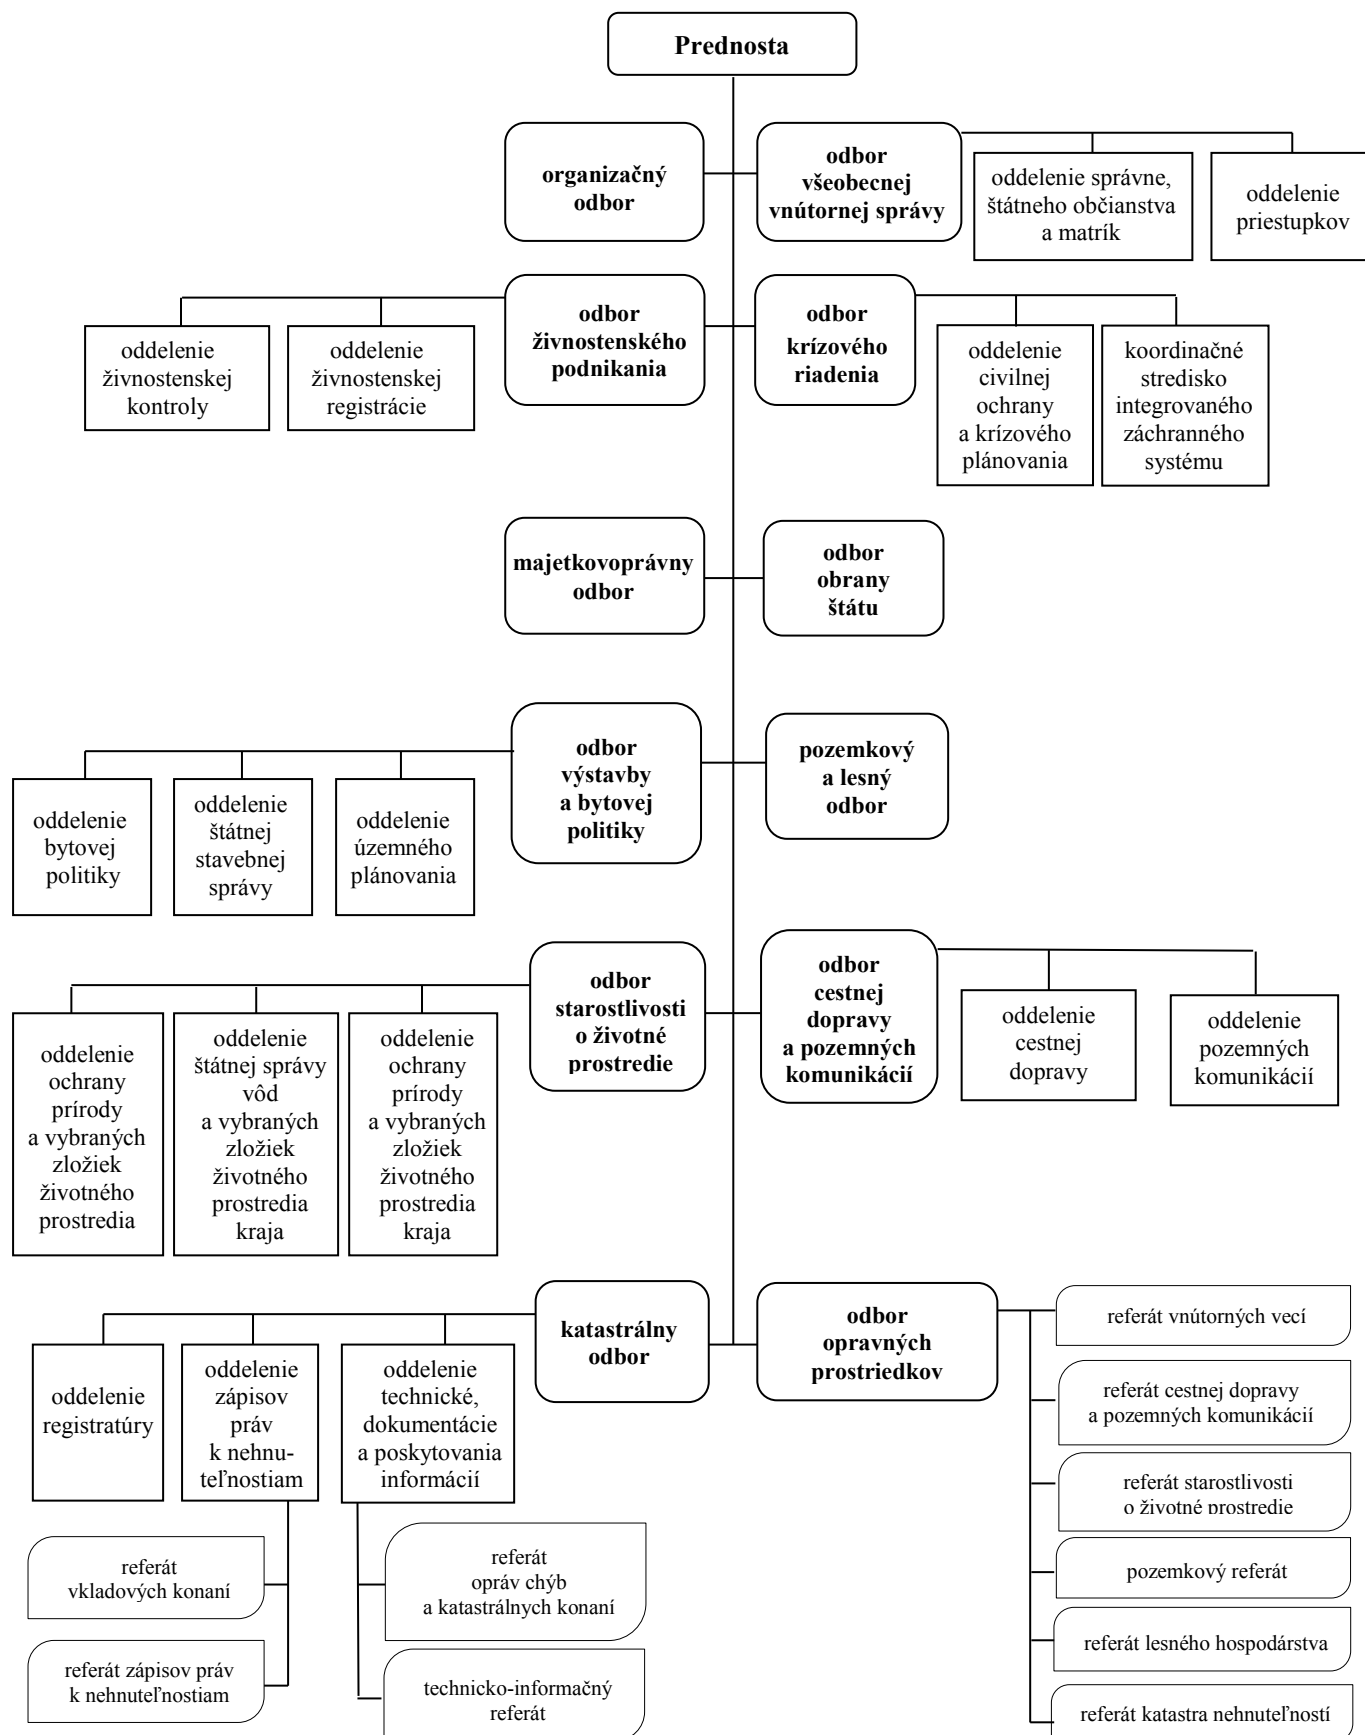 Prednosta
organizačný
odbor
odbor
všeobecnej
vnútornej správy
oddelenie správne,
štátneho občianstva
a matrík
oddelenie
priestupkov
oddelenie
živnostenskej
kontroly
oddelenie
živnostenskej
registrácie
odbor
živnostenského
podnikania
odbor
krízového
riadenia
oddelenie
civilnej
ochrany
a krízového
plánovania
koordinačné
stredisko
integrovaného
záchranného
systému
majetkovoprávny
odbor
odbor
obrany
štátu
oddelenie
bytovej
politiky
oddelenie
štátnej
stavebnej
správy
oddelenie
územného
plánovania
odbor
výstavby
a bytovej
politiky
pozemkový
a lesný
odbor
oddelenie
ochrany
prírody
a vybraných
zložiek
životného
prostredia
oddelenie
štátnej správy
vôd
a vybraných
zložiek
životného
prostredia
kraja
oddelenie
ochrany
prírody
a vybraných
zložiek
životného
prostredia
kraja
odbor
starostlivosti
o životné
prostredie
odbor
cestnej
dopravy
a pozemných
komunikácií
oddelenie
cestnej
dopravy
oddelenie
pozemných
komunikácií
oddelenie
registratúry
oddelenie
zápisov
práv
k nehnu-
teľnostiam
oddelenie
technické,
dokumentácie
a poskytovania
informácií
katastrálny
odbor
odbor
opravných
prostriedkov
referát vnútorných vecí
referát cestnej dopravy
a pozemných komunikácií
referát starostlivosti
o životné prostredie
pozemkový referát
referát lesného hospodárstva
referát katastra nehnuteľností
referát
vkladových konaní
referát zápisov práv
k nehnuteľnostiam
referát
opráv chýb
a katastrálnych konaní
technicko-informačný
referát